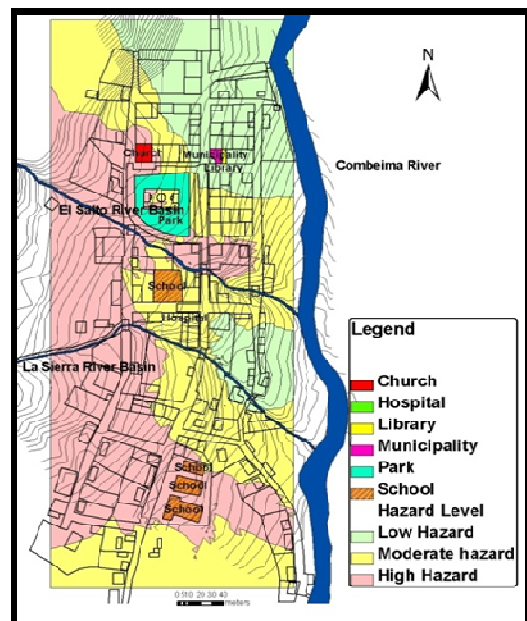 N
Church
Municipality
Library
Combeima River
El Salto River Basin
Park
School
Hospital
La Sierra River Basin
School
School
School
meters
Legend
Church
Hospital
Library
Municipality
Park
School
Hazard Level
Low Hazard
Moderate hazard
High Hazard